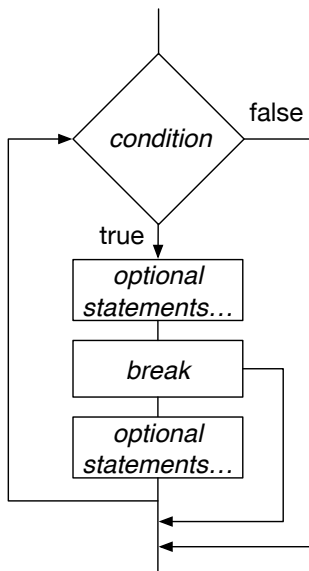 condition
false
true
optional
statements…
break
optional
statements…